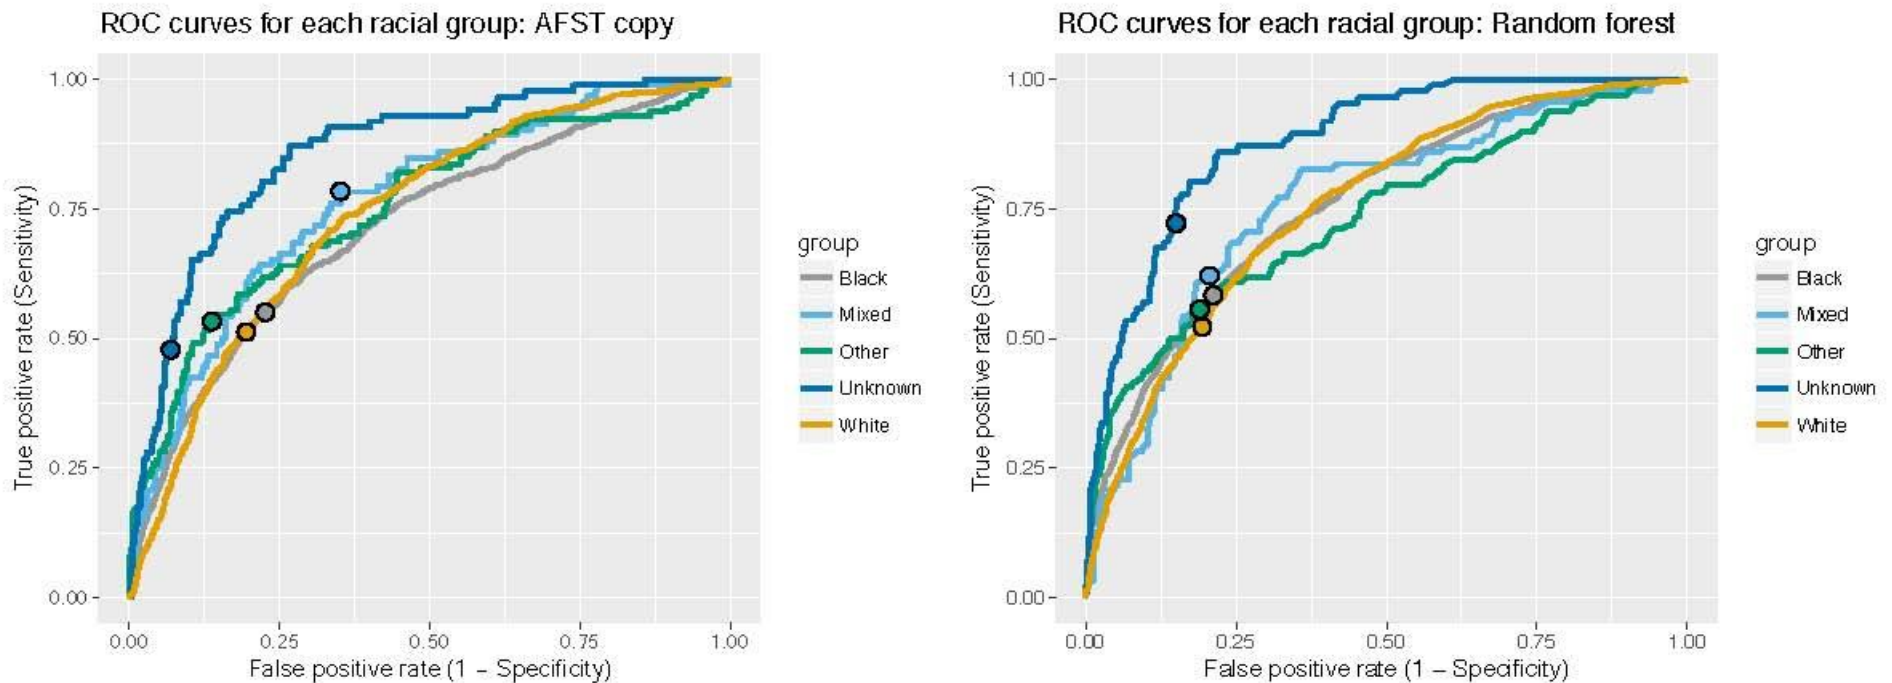 ROC curves for each racial group: AFST copy
True positive rate (Sensitivity)
1.00
0.75
0.50
0.25
0.00
0.00 0.25 0.50 0.75 1.00
False positive rate (1 − Specificity)
group
Black
Mixed
Other
Unknown
White
ROC curves for each racial group: Random forest
True positive rate (Sensitivity)
1.00
0.75
0.50
0.25
0.00
0.00 0.25 0.50 0.75 1.00
False positive rate (1 − Specificity)
group
Black
Mixed
Other
Unknown
White